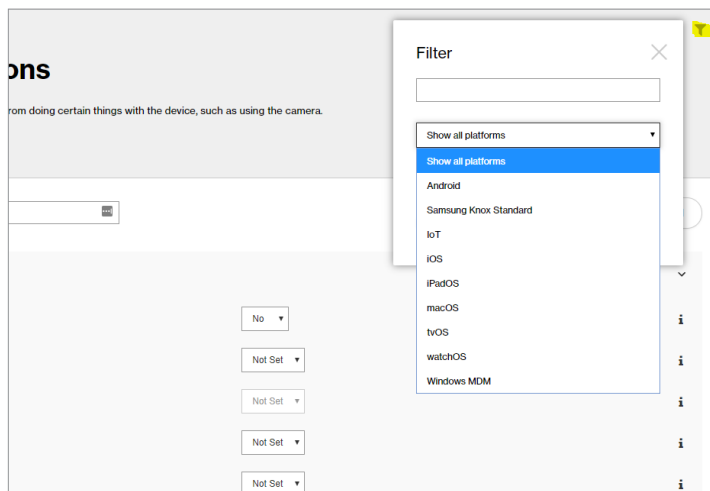 Filter
ons
rom doing certain things with the device, such as using the camera.
Show all platforms
Show all platforms
Android
Samsung Knox Standard
IoT
iOS
iPadOS
macOS
tvOS
watchOS
Windows MDM
No
Not Set
Not Set
Not Set
Not Set